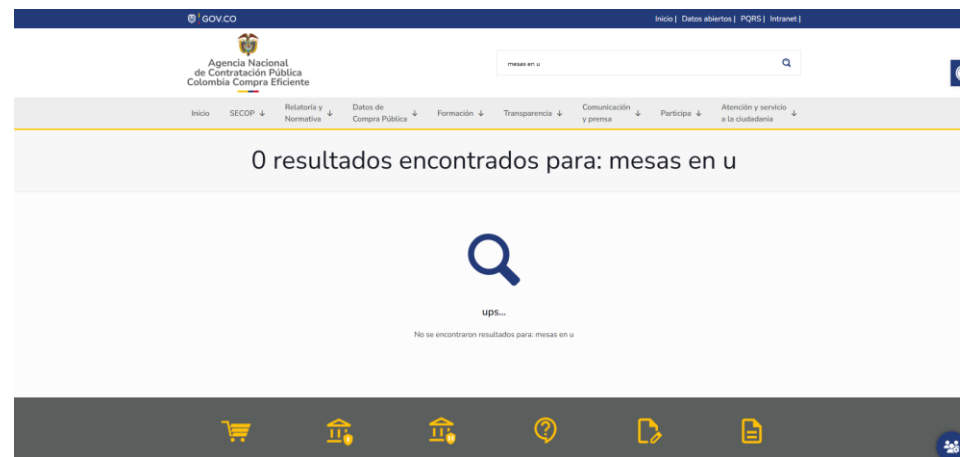 GOV.CO
Inicio | Datos abiertos | PQRS | Intranet |
Agencia Nacional
de Contratación Pública
Colombia Compra Eficiente
mesas en u
Inicio
SECOP
Relatoría y
Normativa
Datos de
Compra Pública
Formación
Transparencia
Comunicación
y prensa
Participa
Atención y servicio
a la ciudadania
0 resultados encontrados para: mesas en u
ups...
No se encontraron resultados para: mesas en u